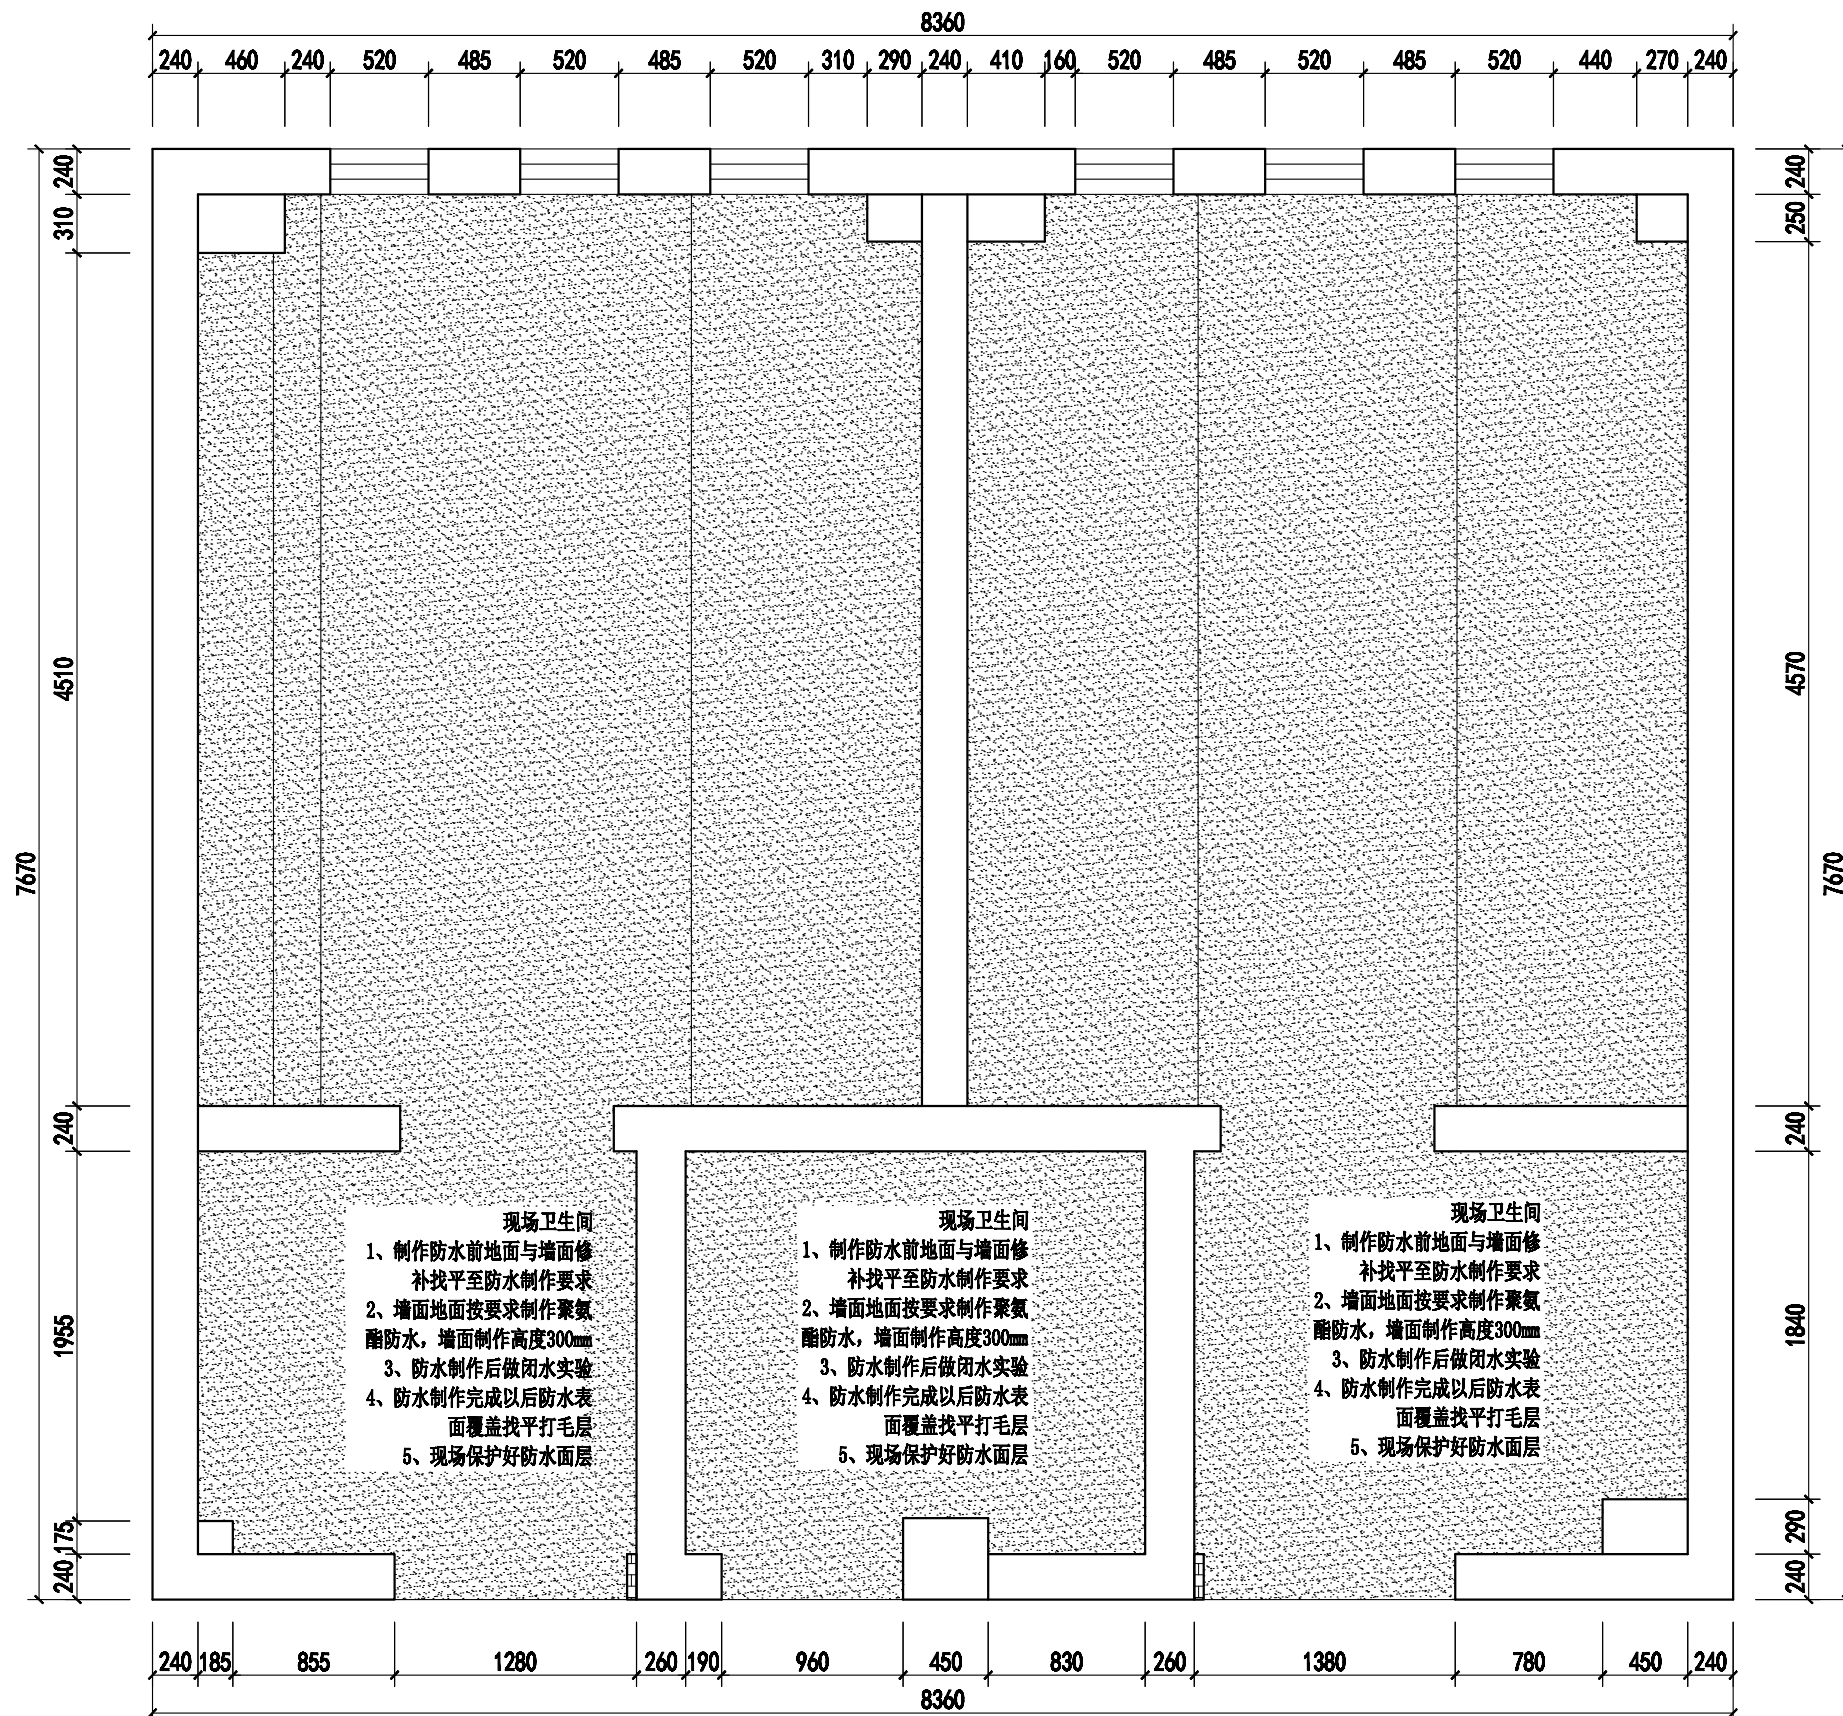 8360
240 460 240 520 485 520 485 520 310 290 240 410 160 520 485 520 485 520 440 270 240
240
310
4510
7670
240
1955
175
240
240
250
4570
7670
240
1840
290
240
现场卫生间
1、制作防水前地面与墙面修
补找平至防水制作要求
2、墙面地面按要求制作聚氨
酯防水，墙面制作高度300mm
3、防水制作后做闭水实验
4、防水制作完成以后防水表
面覆盖找平打毛层
5、现场保护好防水面层
现场卫生间
1、制作防水前地面与墙面修
补找平至防水制作要求
2、墙面地面按要求制作聚氨
酯防水，墙面制作高度300mm
3、防水制作后做闭水实验
4、防水制作完成以后防水表
面覆盖找平打毛层
5、现场保护好防水面层
现场卫生间
1、制作防水前地面与墙面修
补找平至防水制作要求
2、墙面地面按要求制作聚氨
酯防水，墙面制作高度300mm
3、防水制作后做闭水实验
4、防水制作完成以后防水表
面覆盖找平打毛层
5、现场保护好防水面层
240 185 855 1280 260 190 960 450 830 260 1380 780 450 240
8360